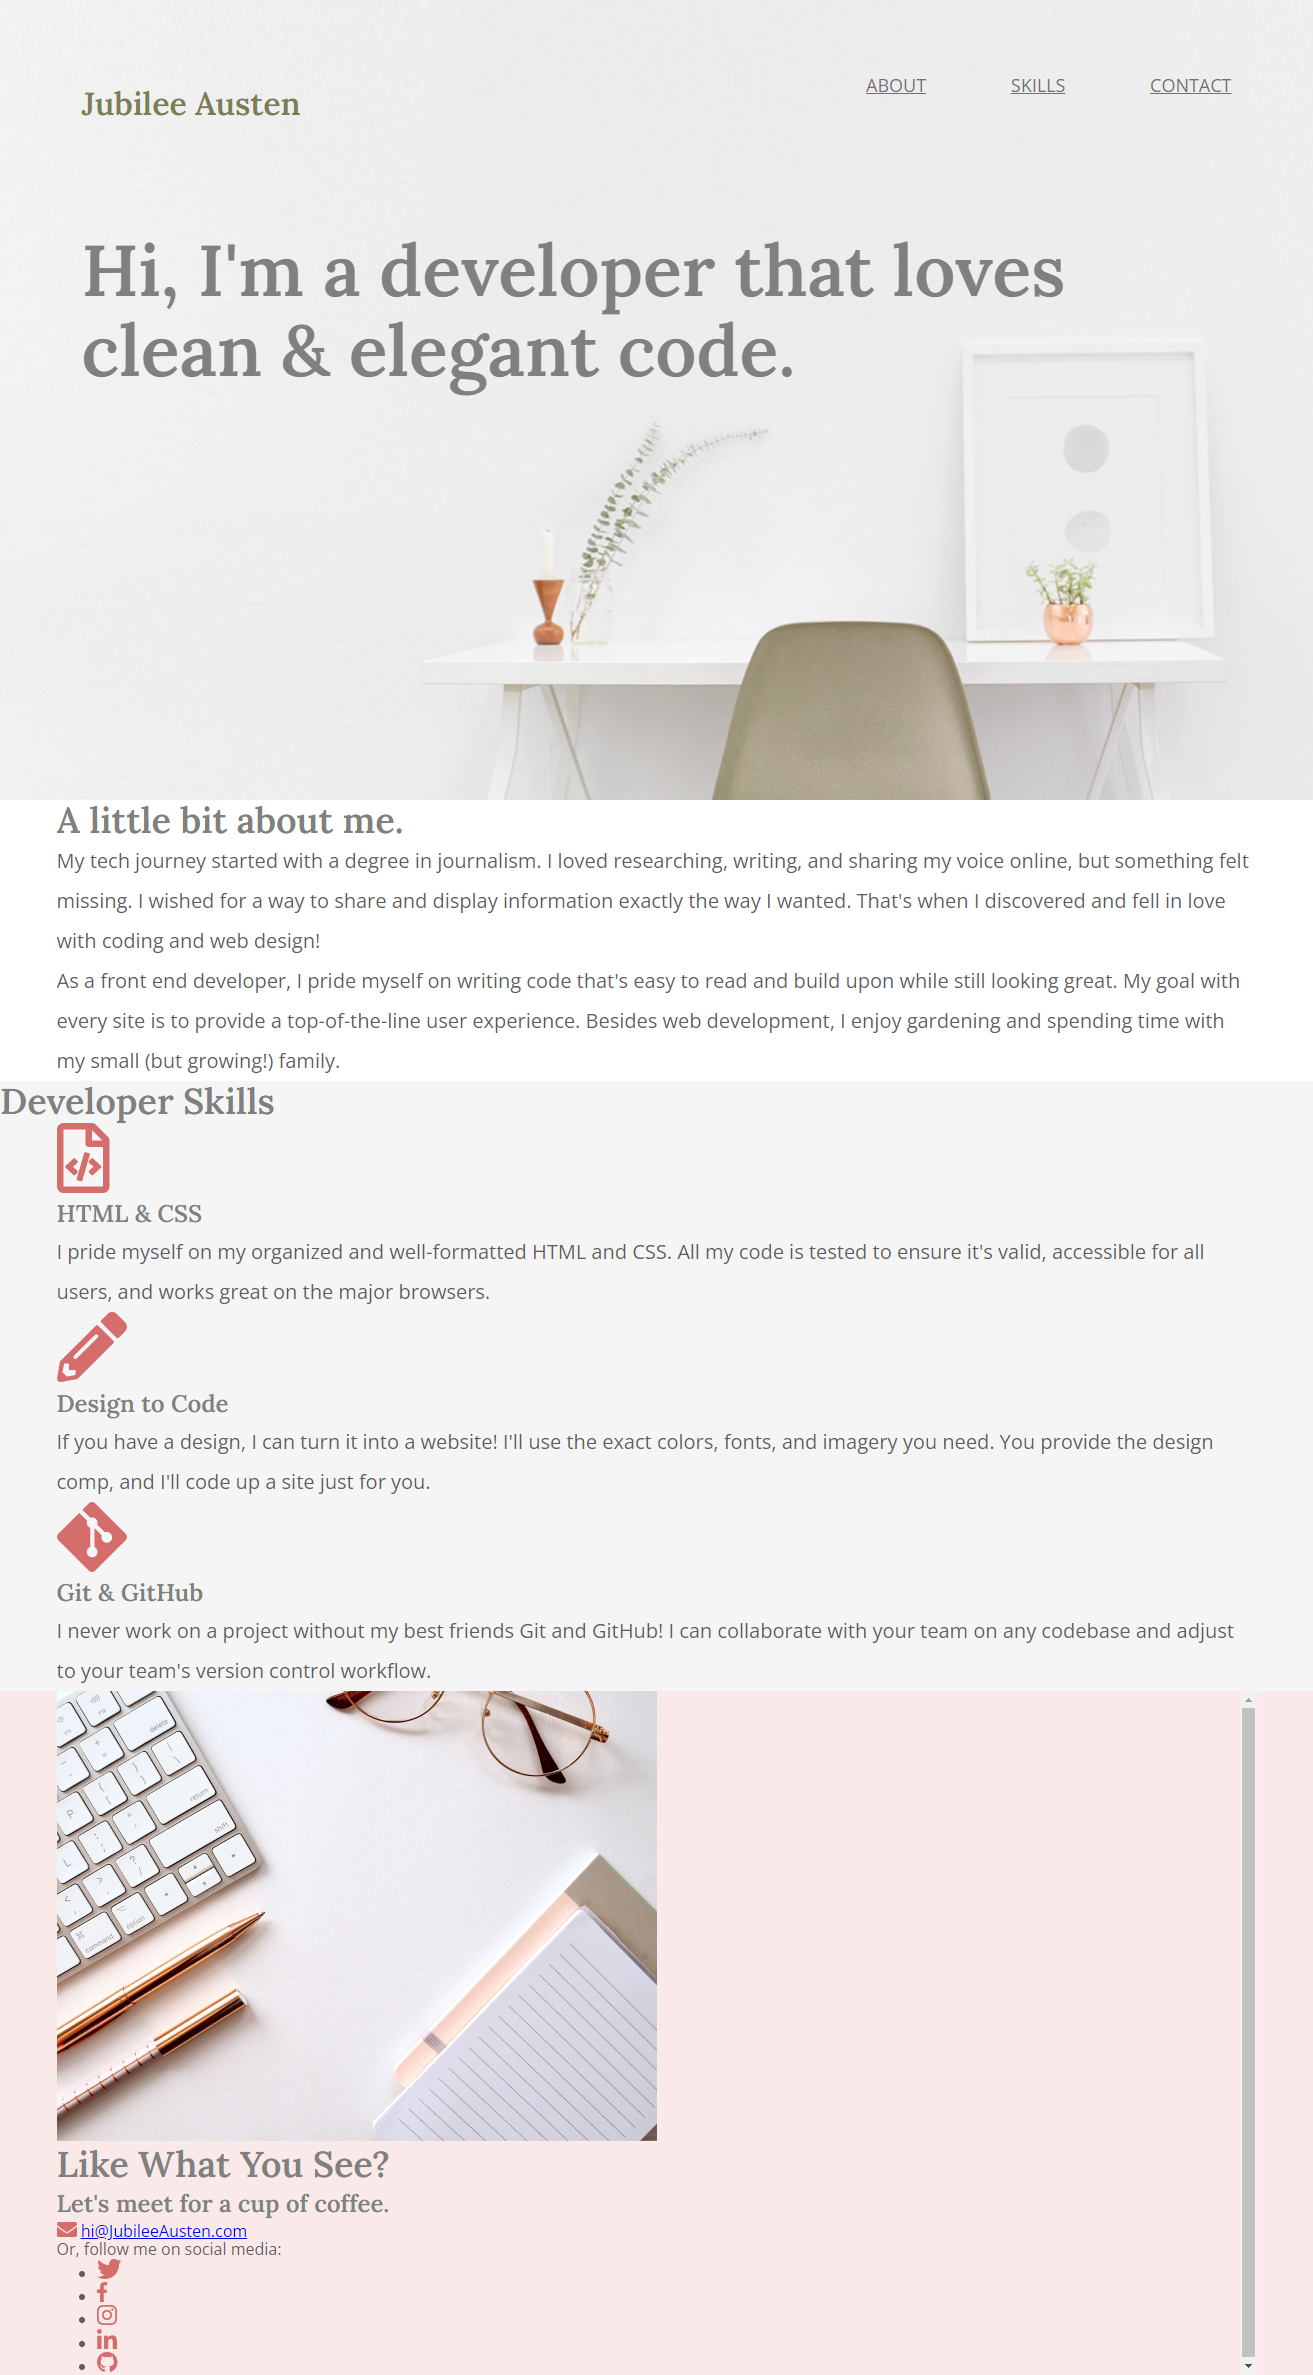 Jubilee Austen
ABOUT SKILLS CONTACT
Hi, I'm a developer that loves
clean & elegant code.
A little bit about me.
My tech journey started with a degree in journalism. I loved researching, writing, and sharing my voice online, but something felt
missing. I wished for a way to share and display information exactly the way I wanted. That's when I discovered and fell in love
with coding and web design!
As a front end developer, I pride myself on writing code that's easy to read and build upon while still looking great. My goal with
every site is to provide a top-of-the-line user experience. Besides web development, I enjoy gardening and spending time with
my small (but growing!) family.
Developer Skills
HTML & CSS
I pride myself on my organized and well-formatted HTML and CSS. All my code is tested to ensure it's valid, accessible for all
users, and works great on the major browsers.
Design to Code
If you have a design, I can turn it into a website! I'll use the exact colors, fonts, and imagery you need. You provide the design
comp, and I'll code up a site just for you.
Git & GitHub
I never work on a project without my best friends Git and GitHub! I can collaborate with your team on any codebase and adjust
to your team's version control workflow.
delete
return
shift
option
command
Like What You See?
Let's meet for a cup of coffee.
hi@JubileeAusten.com
Or, follow me on social media: